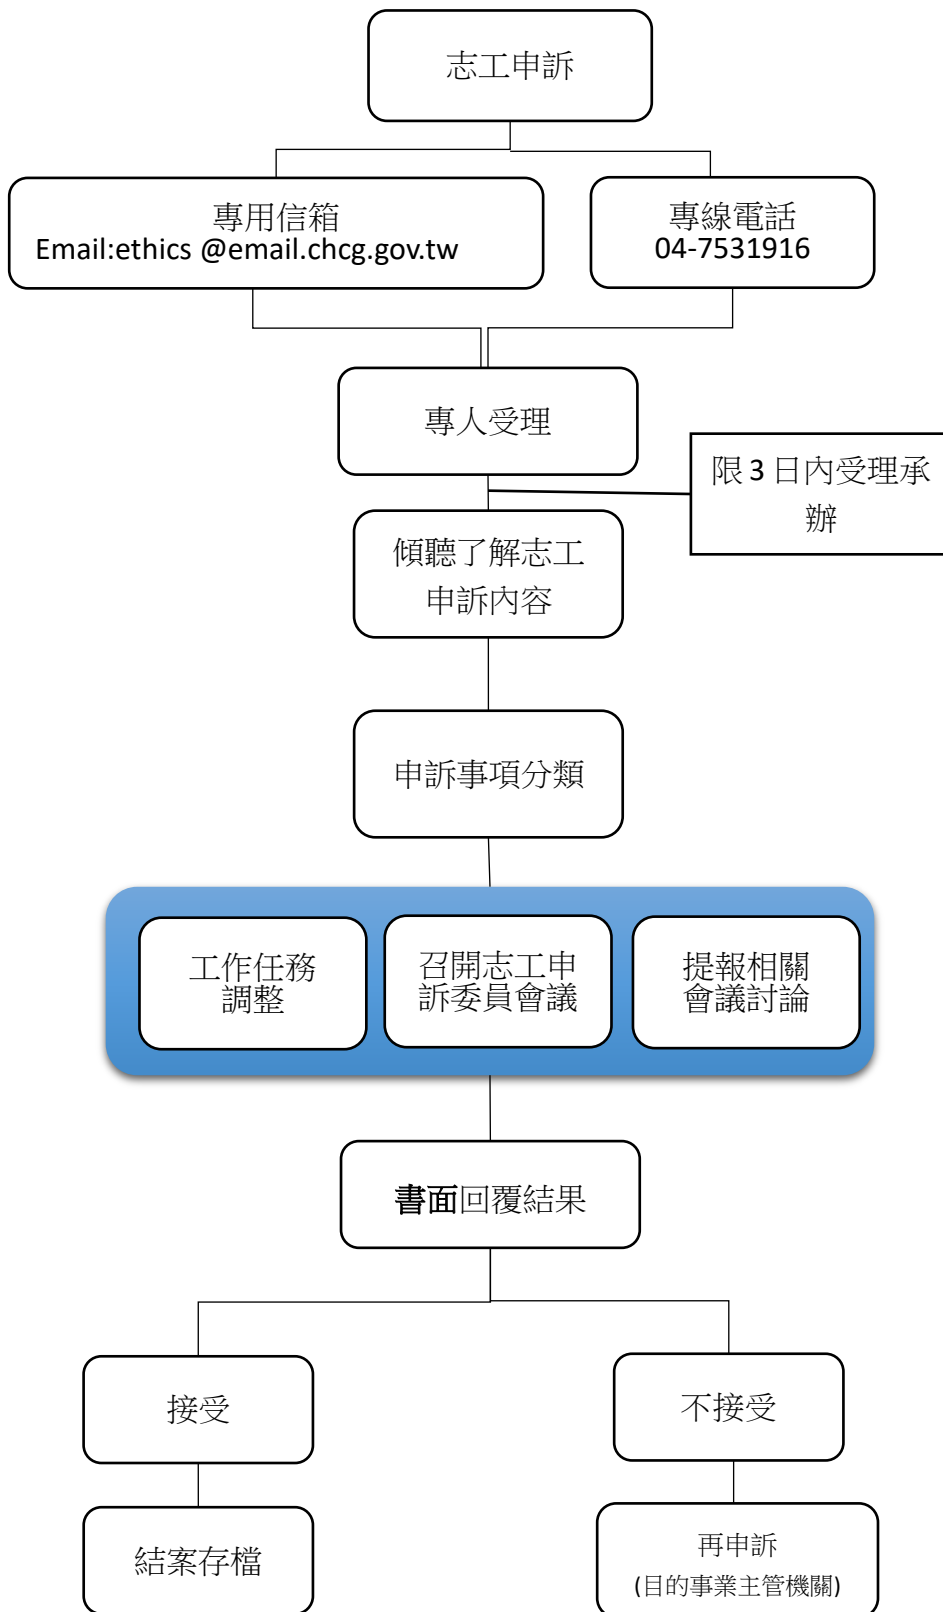 志工申訴
專用信箱
Email:ethics @email.chcg.gov.tw
專線電話
04-7531916
專人受理
限 3 日內受理承
辦
傾聽了解志工
申訴內容
申訴事項分類
工作任務
調整
召開志工申
訴委員會議
提報相關
會議討論
書面回覆結果
接受
不接受
結案存檔
再申訴
(目的事業主管機關)